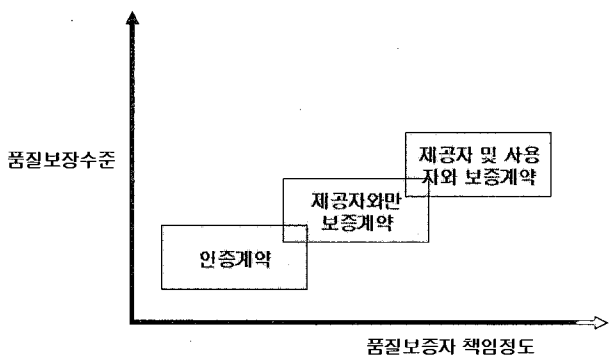 품질보장수준
제공자 및 사용
자와 보증계약
제공자와만
보증계약
인증계약
품질보증자 책임정도